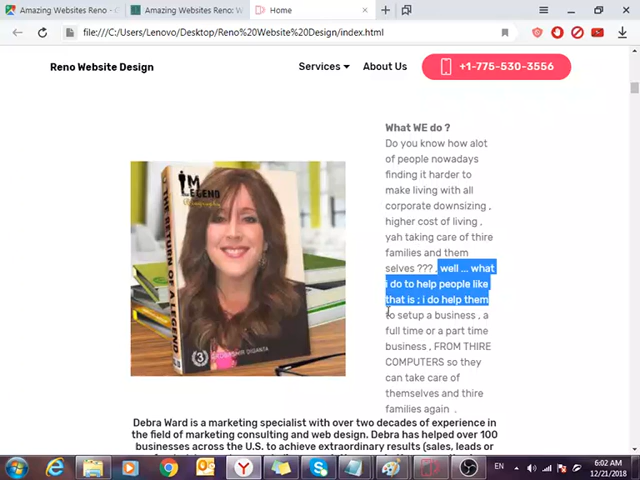 Amazing Websites Reno - G
Amazing Websites Reno: W
Home
file:///C:/Users/Lenovo/Desktop/Reno%20Website%20Design/index.html
Reno Website Design
Services
About Us
+1-775-530-3556
What WE do ?
Do you know how alot
of people nowadays
finding it harder to
make living with all
corporate downsizing ,
higher cost of living ,
yah taking care of thire
families and them
selves ??? , well ... what
i do to help people like
that is : i do help them
to setup a business , a
full time or a part time
business , FROM THIRE
COMPUTERS so they
can take care of
themselves and thire
families again .
I'M
LEGEND
THE RETURN OF A LEGEND
3
Debra Ward is a marketing specialist with over two decades of experience in
the field of marketing consulting and web design. Debra has helped over 100
businesses across the U.S. to achieve extraordinary results (sales, leads or
EN
6:02 AM
12/21/2018